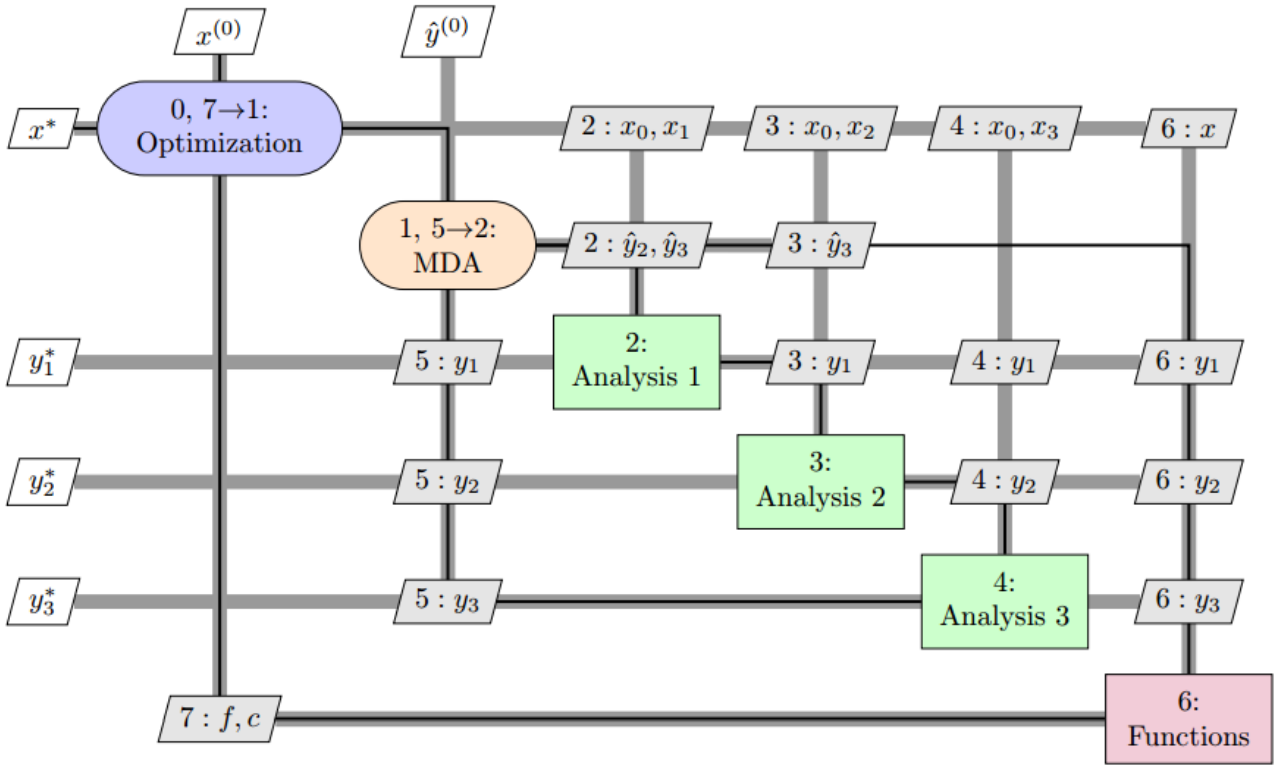 x^{(0)}
ŷ^{(0)}
0, 7→1:
Optimization
x^*
2 : x_0, x_1
3 : x_0, x_2
4 : x_0, x_3
6 : x
1, 5→2:
MDA
2 : ŷ_2, ŷ_3
3 : ŷ_3
y_1^*
5 : y_1
2:
Analysis 1
3 : y_1
4 : y_1
6 : y_1
y_2^*
5 : y_2
3:
Analysis 2
4 : y_2
6 : y_2
y_3^*
5 : y_3
4:
Analysis 3
6 : y_3
7 : f, c
6:
Functions